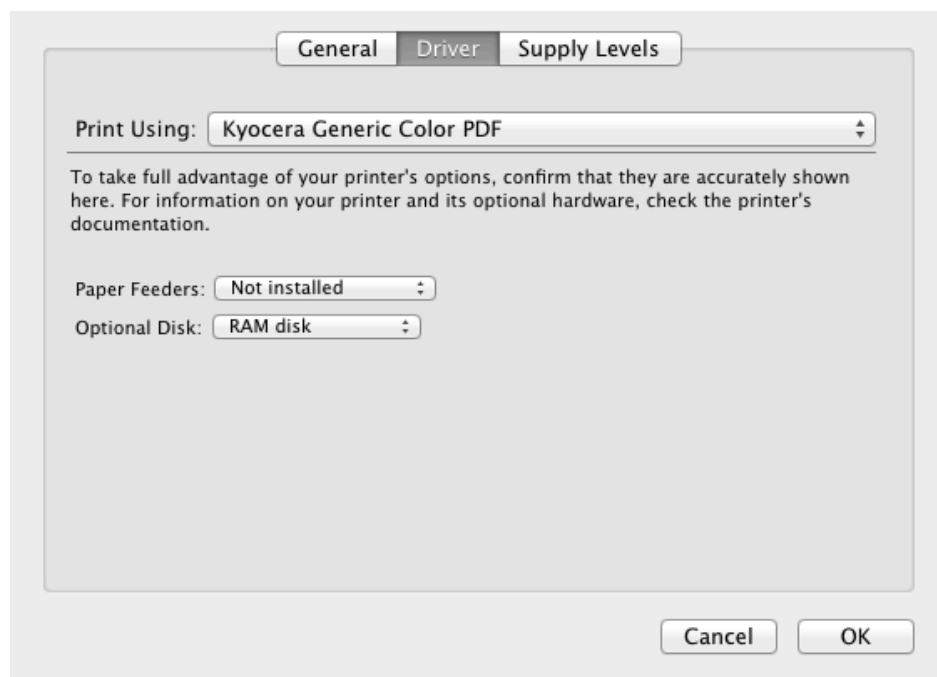 General Driver Supply Levels
Print Using: Kyocera Generic Color PDF
To take full advantage of your printer's options, confirm that they are accurately shown
here. For information on your printer and its optional hardware, check the printer's
documentation.
Paper Feeders: Not installed
Optional Disk: RAM disk
Cancel OK